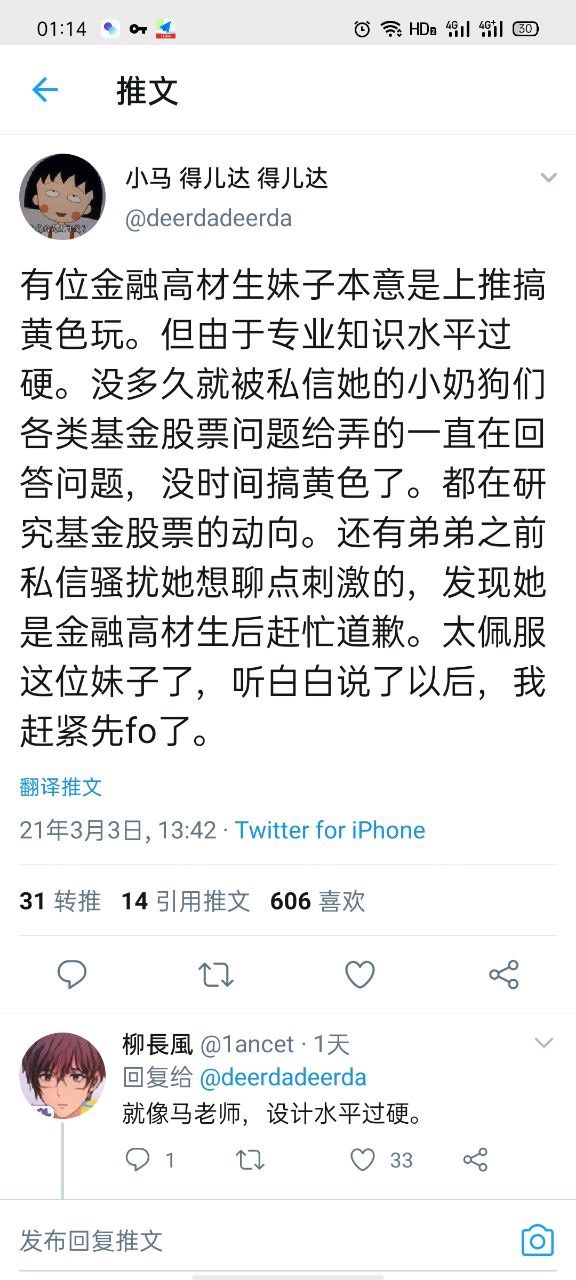 01:14 HD 4G 4G+ 30
推文
小马 得儿达 得儿达
@deerdadeerda
有位金融高材生妹子本意是上推搞
黄色玩。但由于专业知识水平过
硬。没多久就被私信她的小奶狗们
各类基金股票问题给弄的一直在回
答问题，没时间搞黄色了。都在研
究基金股票的动向。还有弟弟之前
私信骚扰她想聊点刺激的，发现她
是金融高材生后赶忙道歉。太佩服
这位妹子了，听白白说了以后，我
赶紧先fo了。
翻译推文
21年3月3日, 13:42 · Twitter for iPhone
31 转推 14 引用推文 606 喜欢
柳長風 @1ancet · 1天
回复给 @deerdadeerda
就像马老师，设计水平过硬。
1 33
发布回复推文